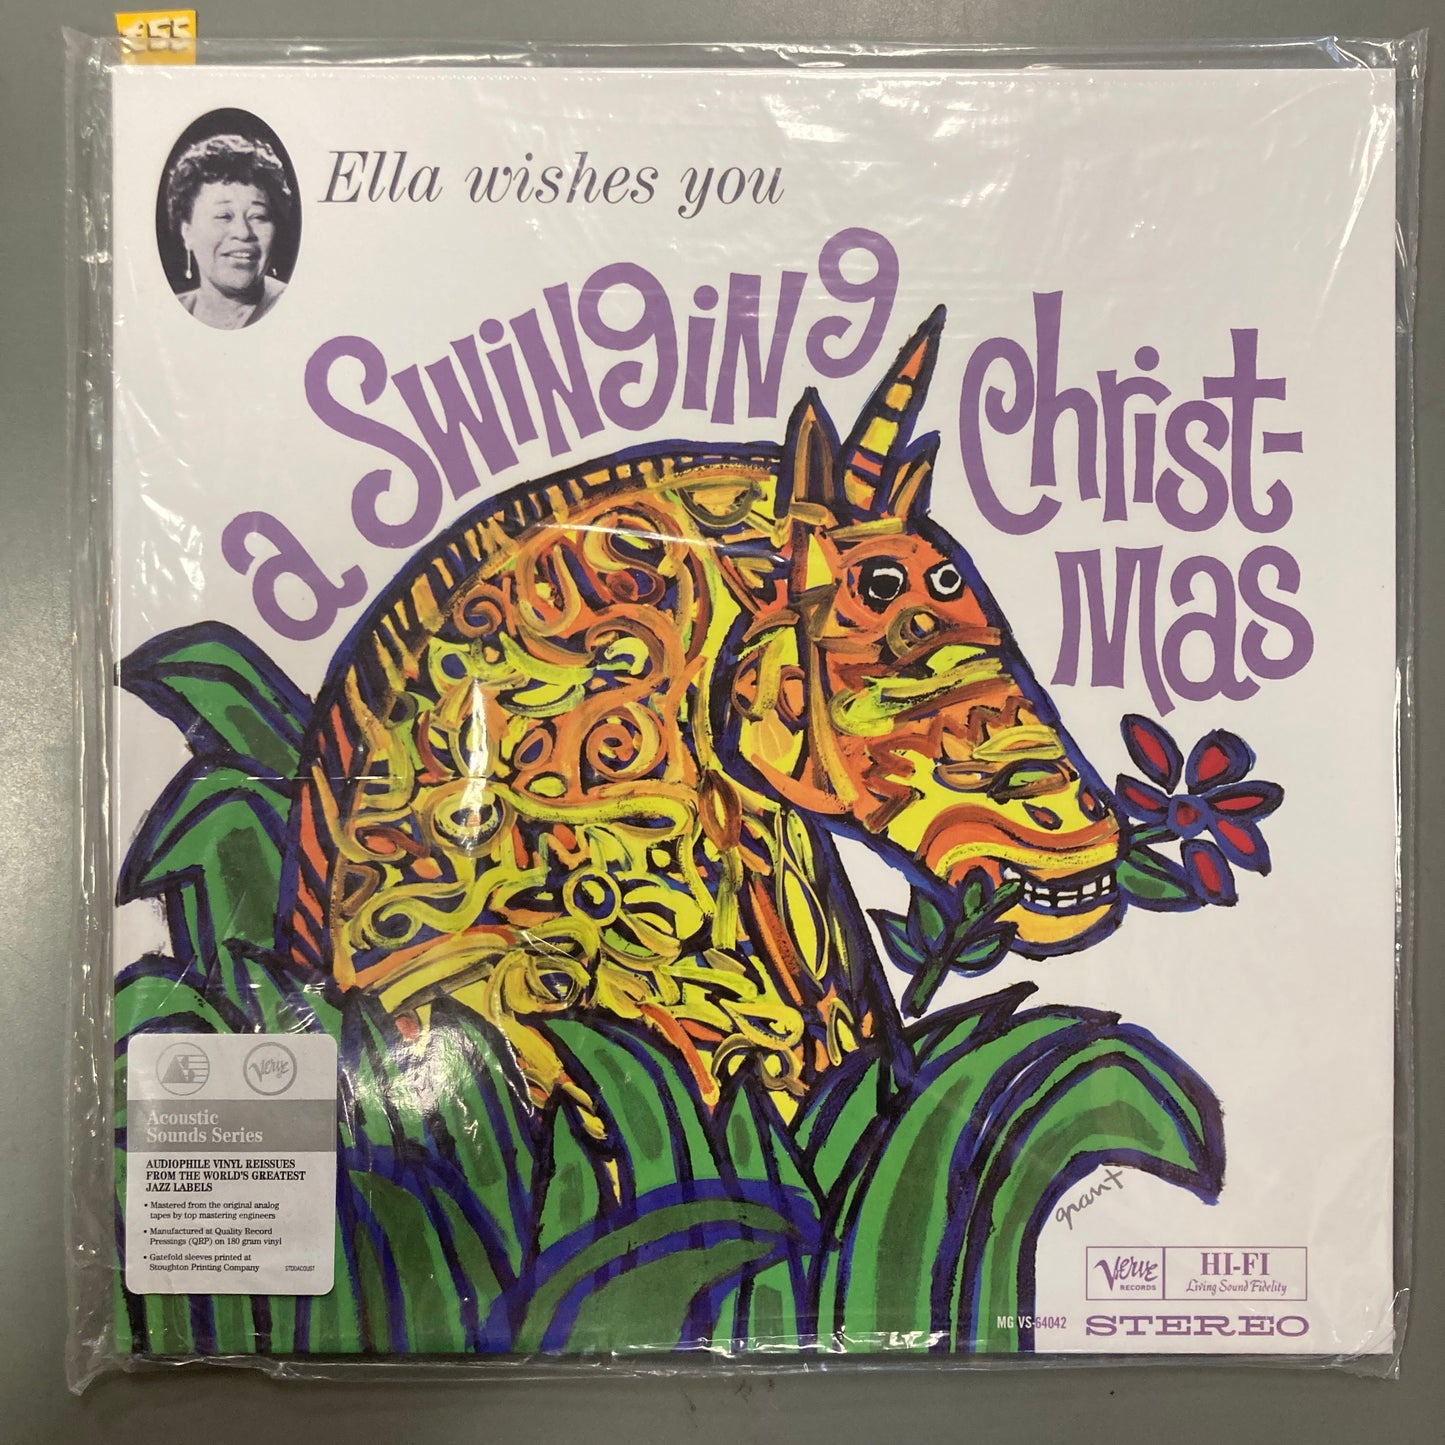 £55
Ella wishes you
a Swinging Christ-
mas
grant
Verve
Acoustic
Sounds Series
AUDIOPHILE VINYL REISSUES
FROM THE WORLD'S GREATEST
JAZZ LABELS
• Mastered from the original analog
tapes by top mastering engineers
• Manufactured at Quality Record
Pressings (QRP) on 180 gram vinyl
• Gatefold sleeves printed at
Stoughton Printing Company
STODACOUST
Verve
RECORDS
HI-FI
Living Sound Fidelity
MG VS-64042
STEREO